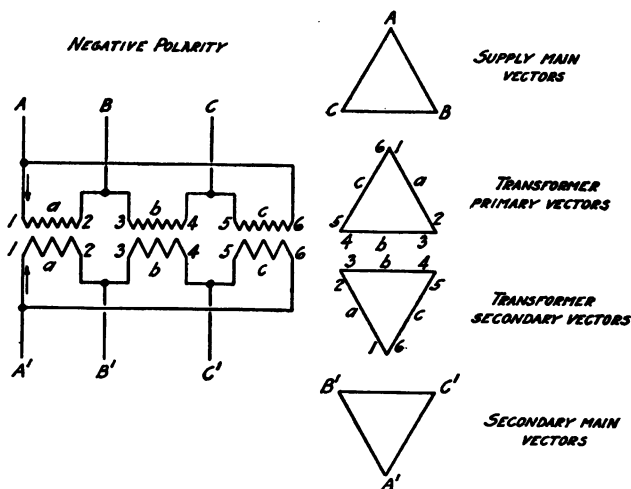 NEGATIVE POLARITY
A B C
a b c
1 2 3 4 5 6
1 2 3 4 5 6
a b c
A' B' C'
A
C B
SUPPLY MAIN
VECTORS
6 1
c a
5 2
4 b 3
TRANSFORMER
PRIMARY VECTORS
3 b 4
2 5
a c
1 6
TRANSFORMER
SECONDARY VECTORS
B' C'
A'
SECONDARY MAIN
VECTORS